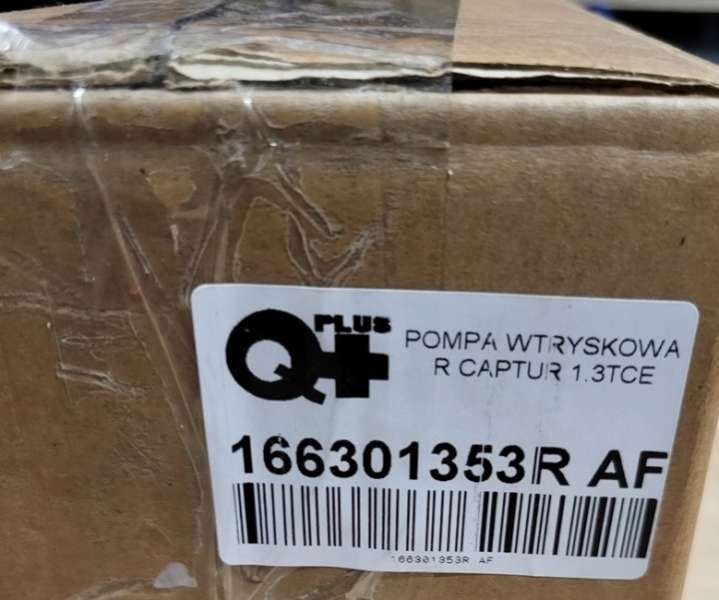 Q PLUS
POMPA WTRYSKOWA
R CAPTUR 1.3TCE
166301353R AF
166301353R AF